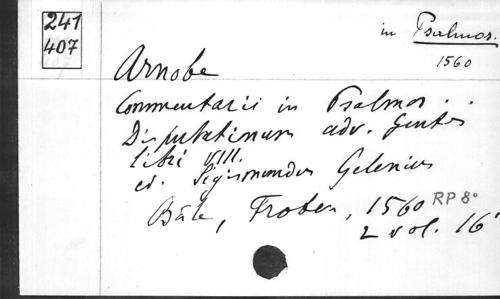 241
407
in Psalmos.
1560
Arnobe
Commentarii in Psalmos . .
Disputationum adv. Gentes
libri VIII.
ed. Sigismundus Gelenius
Bâle, Froben, 1560 RP 8°
2 vol. 16°